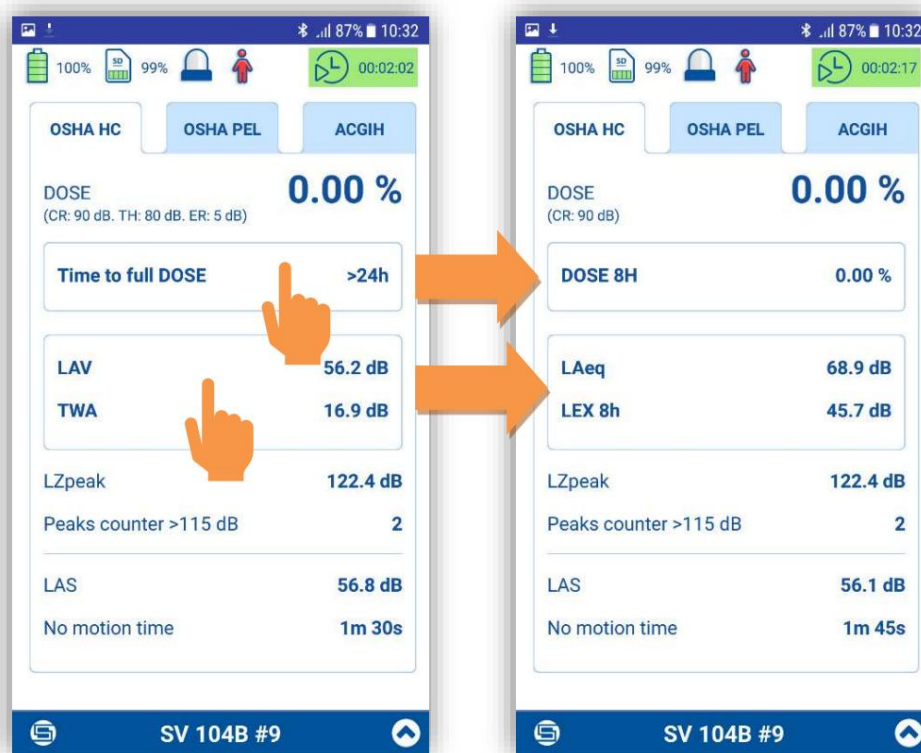 87% 10:32
100% SD 99% 00:02:02
OSHA HC OSHA PEL ACGIH
DOSE 0.00 %
(CR: 90 dB. TH: 80 dB. ER: 5 dB)
Time to full DOSE >24h
LAV 56.2 dB
TWA 16.9 dB
LZpeak 122.4 dB
Peaks counter >115 dB 2
LAS 56.8 dB
No motion time 1m 30s
SV 104B #9
87% 10:32
100% SD 99% 00:02:17
OSHA HC OSHA PEL ACGIH
DOSE 0.00 %
(CR: 90 dB)
DOSE 8H 0.00 %
LAeq 68.9 dB
LEX 8h 45.7 dB
LZpeak 122.4 dB
Peaks counter >115 dB 2
LAS 56.1 dB
No motion time 1m 45s
SV 104B #9